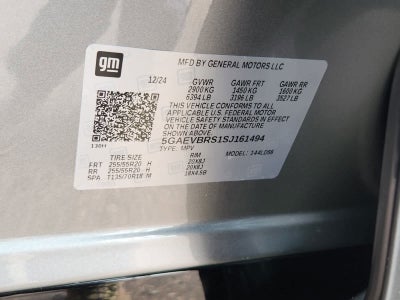 gm
MFD BY GENERAL MOTORS LLC
12/24 GVWR GAWR FRT GAWR RR
2900 KG 1450 KG 1600 KG
6394 LB 3196 LB 3527 LB
THIS VEHICLE CONFORMS TO ALL
APPLICABLE U.S. FEDERAL MOTOR
VEHICLE SAFETY STANDARDS IN EFFECT
ON THE DATE OF MANUFACTURE
SHOWN ABOVE.
5GAEVBRS1SJ161494
TYPE: MPV MODEL: 144LD56
TIRE SIZE RIM
FRT 255/55R20 H 20X8J
RR 255/55R20 H 20X8J
SPA T135/70R18 M 18X4.5B